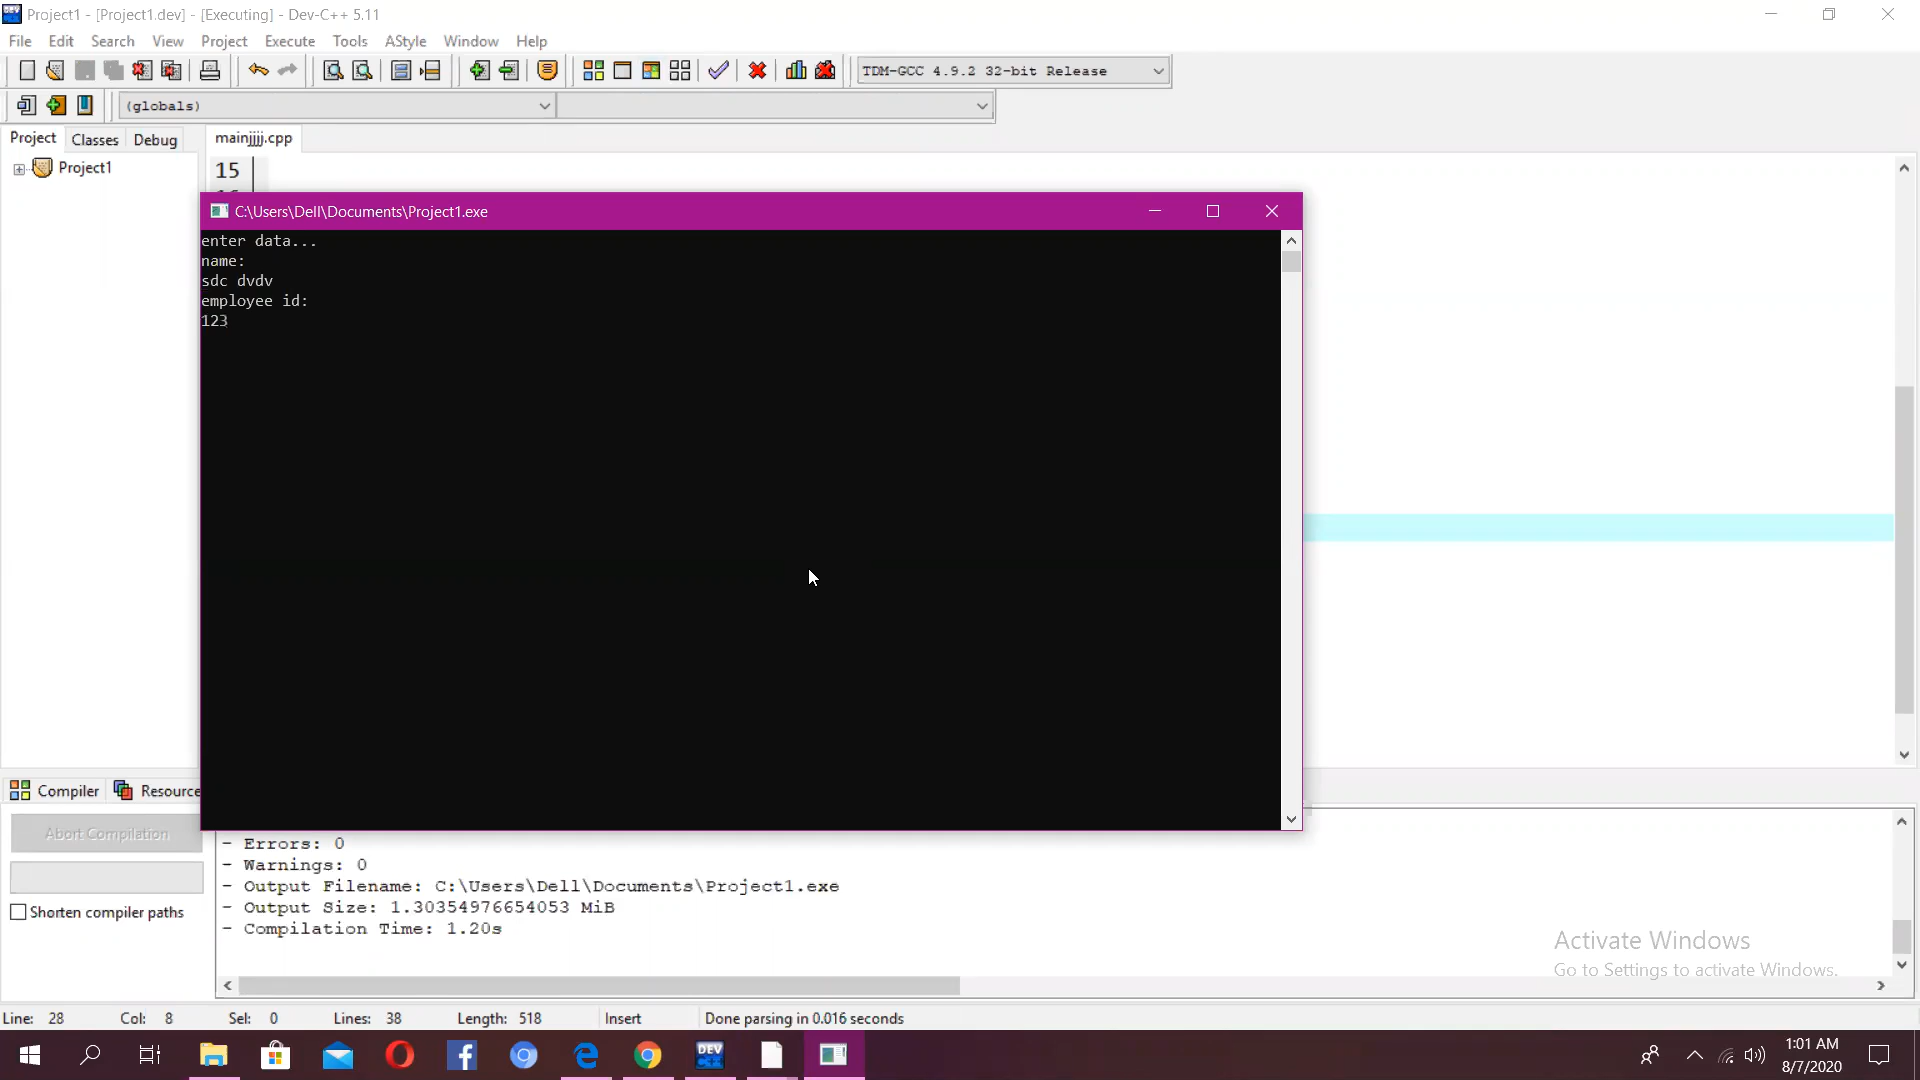 Project1 - [Project1.dev] - [Executing] - Dev-C++ 5.11
File Edit Search View Project Execute Tools AStyle Window Help
TDM-GCC 4.9.2 32-bit Release
(globals)
Project Classes Debug
mainjjjj.cpp
Project1
15
C:\Users\Dell\Documents\Project1.exe
enter data...
name:
sdc dvdv
employee id:
123
Compiler Resource
Abort Compilation
Shorten compiler paths
- Errors: 0
- Warnings: 0
- Output Filename: C:\Users\Dell\Documents\Project1.exe
- Output Size: 1.30354976654053 MiB
- Compilation Time: 1.20s
Activate Windows
Go to Settings to activate Windows.
Line: 28 Col: 8 Sel: 0 Lines: 38 Length: 518 Insert Done parsing in 0.016 seconds
DEV
1:01 AM
8/7/2020